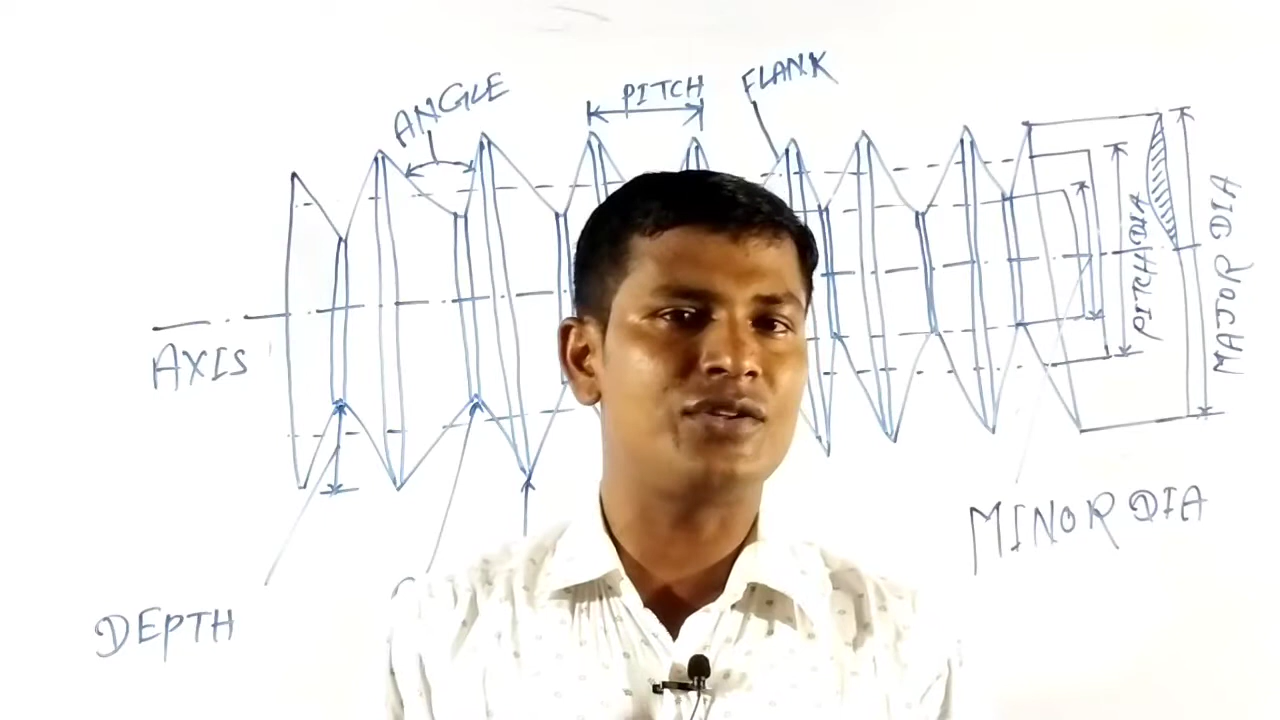 ANGLE
PITCH
FLANK
AXIS
PITCH DIA
MAJOR DIA
MINOR DIA
DEPTH